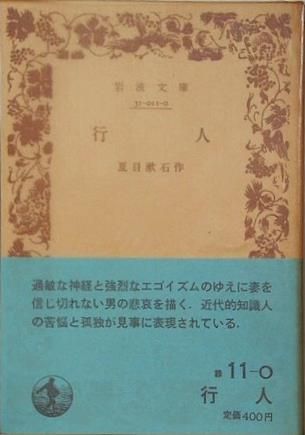 岩波文庫
31-011-0
行人
夏目漱石作
過敏な神経と強烈なエゴイズムのゆえに妻を
信じ切れない男の悲哀を描く．近代的知識人
の苦悩と孤独が見事に表現されている．
緑 11-0
行人
定価400円